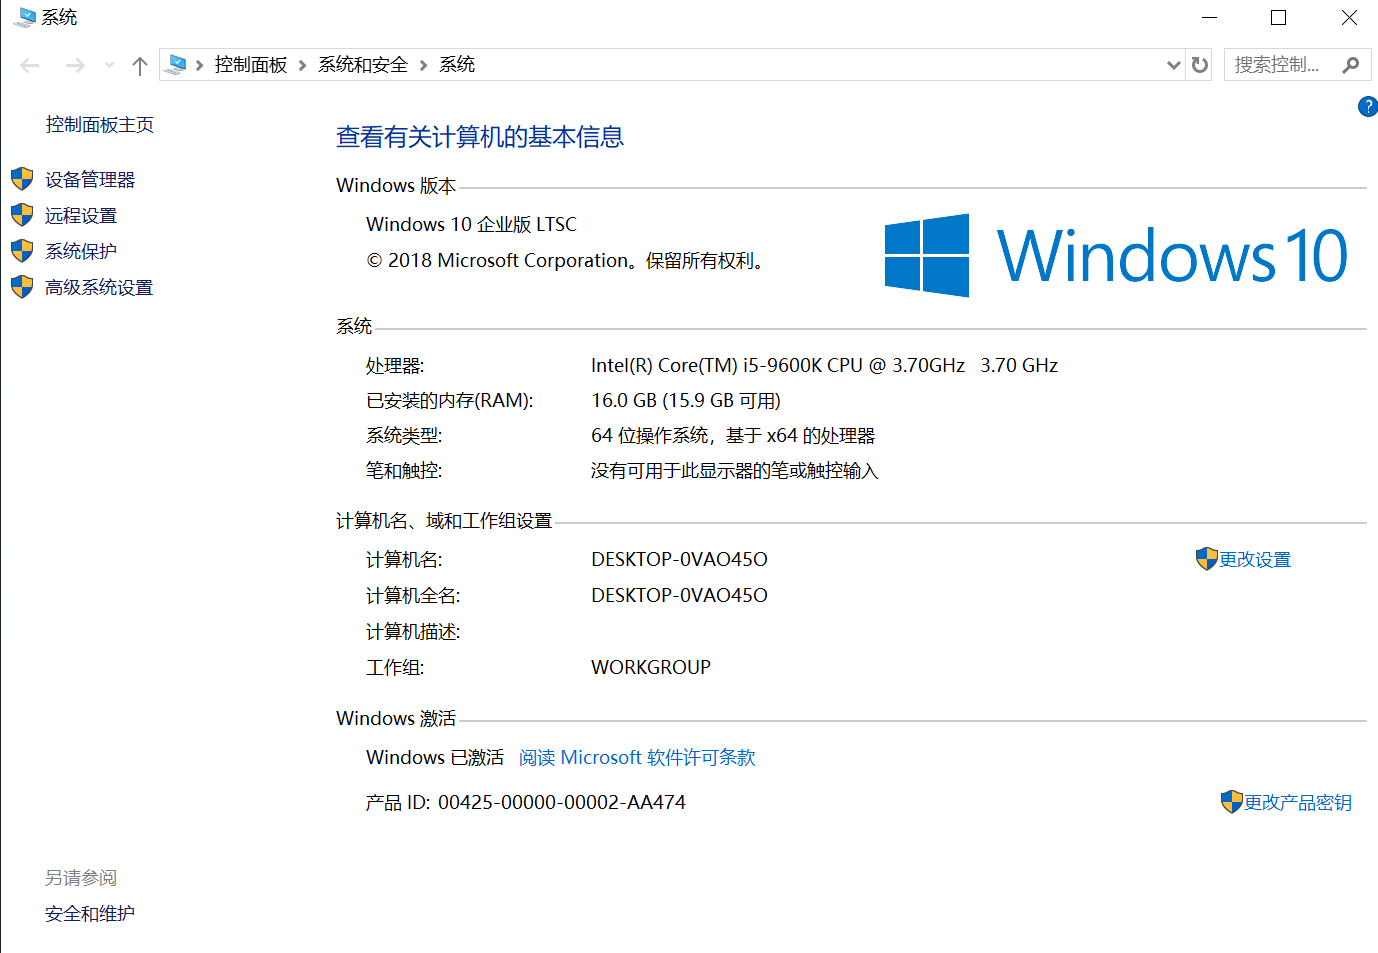 系统
控制面板 系统和安全 系统 搜索控制...
控制面板主页
设备管理器
远程设置
系统保护
高级系统设置
查看有关计算机的基本信息
Windows 版本
Windows 10 企业版 LTSC
© 2018 Microsoft Corporation。保留所有权利。
Windows 10
系统
处理器: Intel(R) Core(TM) i5-9600K CPU @ 3.70GHz 3.70 GHz
已安装的内存(RAM): 16.0 GB (15.9 GB 可用)
系统类型: 64 位操作系统，基于 x64 的处理器
笔和触控: 没有可用于此显示器的笔或触控输入
计算机名、域和工作组设置
计算机名: DESKTOP-0VAO45O 更改设置
计算机全名: DESKTOP-0VAO45O
计算机描述:
工作组: WORKGROUP
Windows 激活
Windows 已激活 阅读 Microsoft 软件许可条款
产品 ID: 00425-00000-00002-AA474 更改产品密钥
另请参阅
安全和维护